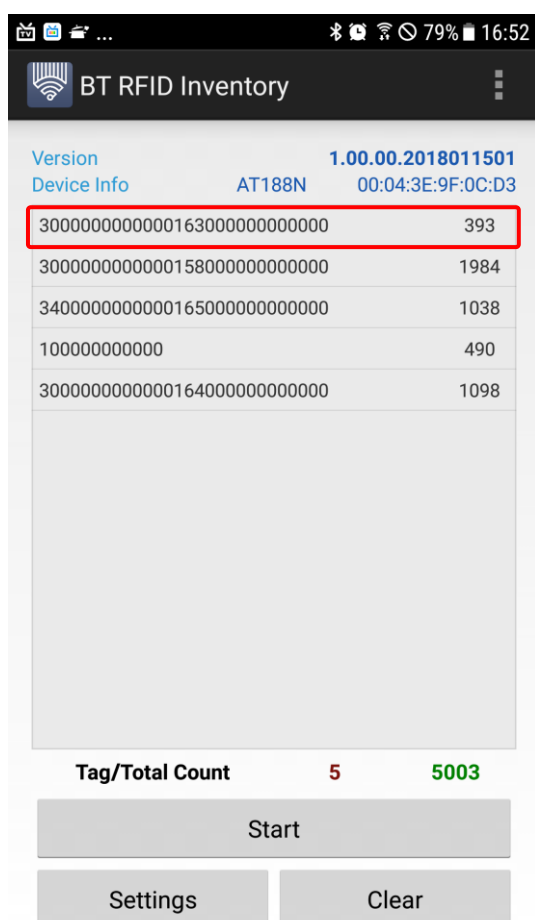 ... 79% 16:52
BT RFID Inventory
Version 1.00.00.2018011501
Device Info AT188N 00:04:3E:9F:0C:D3
3000000000000163000000000000 393
3000000000000158000000000000 1984
3400000000000165000000000000 1038
100000000000 490
3000000000000164000000000000 1098
Tag/Total Count 5 5003
Start
Settings Clear